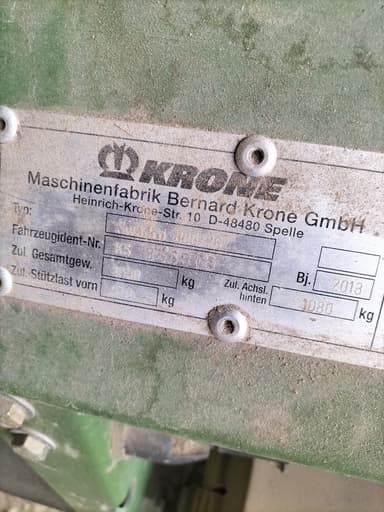 KRONE
Maschinenfabrik Bernard Krone GmbH
Heinrich-Krone-Str. 10 D-48480 Spelle
Typ:
Fahrzeugident-Nr.
Zul. Gesamtgew. kg Bj. 2013
Zul.-Stützlast vorn kg Zul. Achsl. hinten 1080 kg